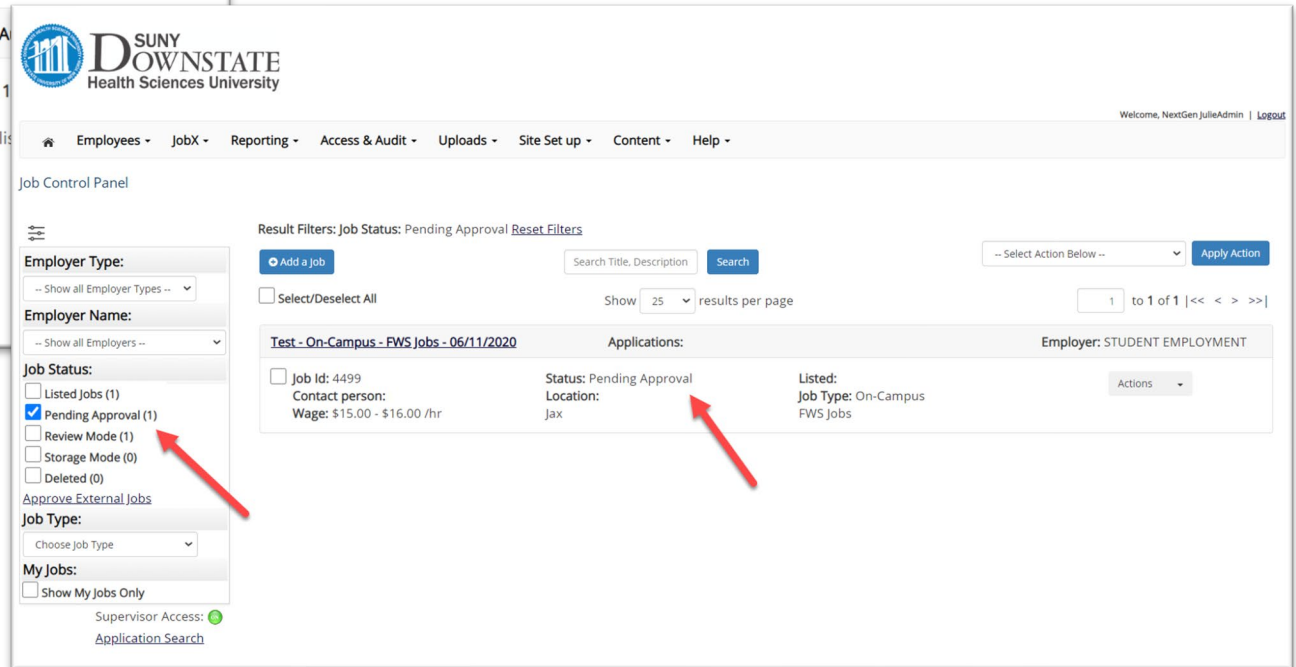 SUNY
DOWNSTATE
Health Sciences University
Welcome, NextGen JulieAdmin | Logout
Employees JobX Reporting Access & Audit Uploads Site Set up Content Help
Job Control Panel
Result Filters: Job Status: Pending Approval Reset Filters
Employer Type:
-- Show all Employer Types --
Employer Name:
-- Show all Employers --
Job Status:
Listed Jobs (1)
Pending Approval (1)
Review Mode (1)
Storage Mode (0)
Deleted (0)
Approve External Jobs
Job Type:
Choose Job Type
My Jobs:
Show My Jobs Only
Supervisor Access:
Application Search
Add a Job
Search Title, Description
Search
-- Select Action Below --
Apply Action
Select/Deselect All
Show 25 results per page
1 to 1 of 1 |<< < > >>|
Test - On-Campus - FWS Jobs - 06/11/2020 Applications: Employer: STUDENT EMPLOYMENT
Job Id: 4499
Contact person:
Wage: $15.00 - $16.00 /hr
Status: Pending Approval
Location:
Jax
Listed:
Job Type: On-Campus
FWS Jobs
Actions